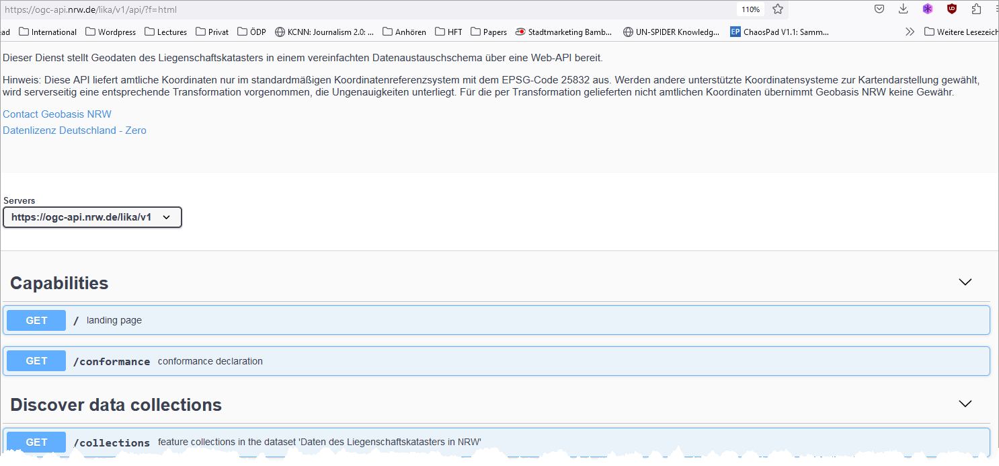 https://ogc-api.nrw.de/lika/v1/api/?f=html 110%
ad International Wordpress Lectures Privat ÖDP KCNN: Journalism 2.0: ... Anhören HFT Papers Stadtmarketing Bamb... UN-SPIDER Knowledg... EP ChaosPad V1.1: Samm... Weitere Lesezeich
Dieser Dienst stellt Geodaten des Liegenschaftskatasters in einem vereinfachten Datenaustauschschema über eine Web-API bereit.
Hinweis: Diese API liefert amtliche Koordinaten nur im standardmäßigen Koordinatenreferenzsystem mit dem EPSG-Code 25832 aus. Werden andere unterstützte Koordinatensysteme zur Kartendarstellung gewählt,
wird serverseitig eine entsprechende Transformation vorgenommen, die Ungenauigkeiten unterliegt. Für die per Transformation gelieferten nicht amtlichen Koordinaten übernimmt Geobasis NRW keine Gewähr.
Contact Geobasis NRW
Datenlizenz Deutschland - Zero
Servers
https://ogc-api.nrw.de/lika/v1
Capabilities
GET / landing page
GET /conformance conformance declaration
Discover data collections
GET /collections feature collections in the dataset 'Daten des Liegenschaftskatasters in NRW'